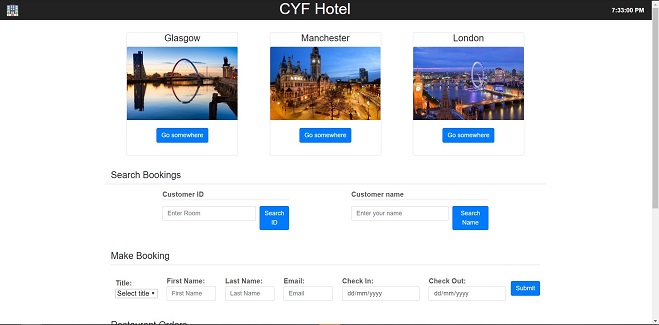 CYF Hotel
7:33:00 PM
Glasgow Manchester London
Go somewhere Go somewhere Go somewhere
Search Bookings
Customer ID Customer name
Enter Room Search ID Enter your name Search Name
Make Booking
Title: First Name: Last Name: Email: Check In: Check Out:
Select title First Name Last Name Email dd/mm/yyyy dd/mm/yyyy Submit
Restaurant Orders